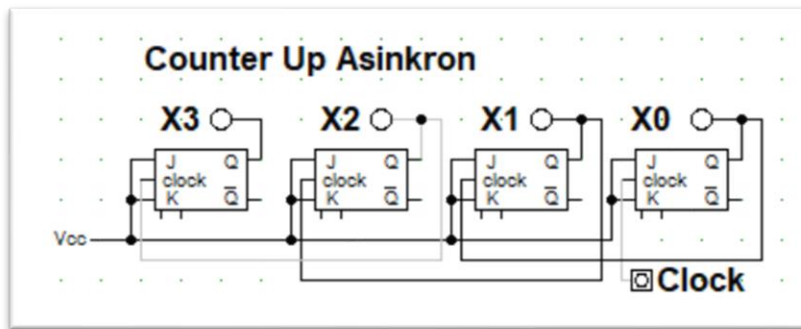 Counter Up Asinkron
X3 X2 X1 X0
J Q J Q J Q J Q
clock clock clock clock
K Q̅ K Q̅ K Q̅ K Q̅
Vcc
Clock